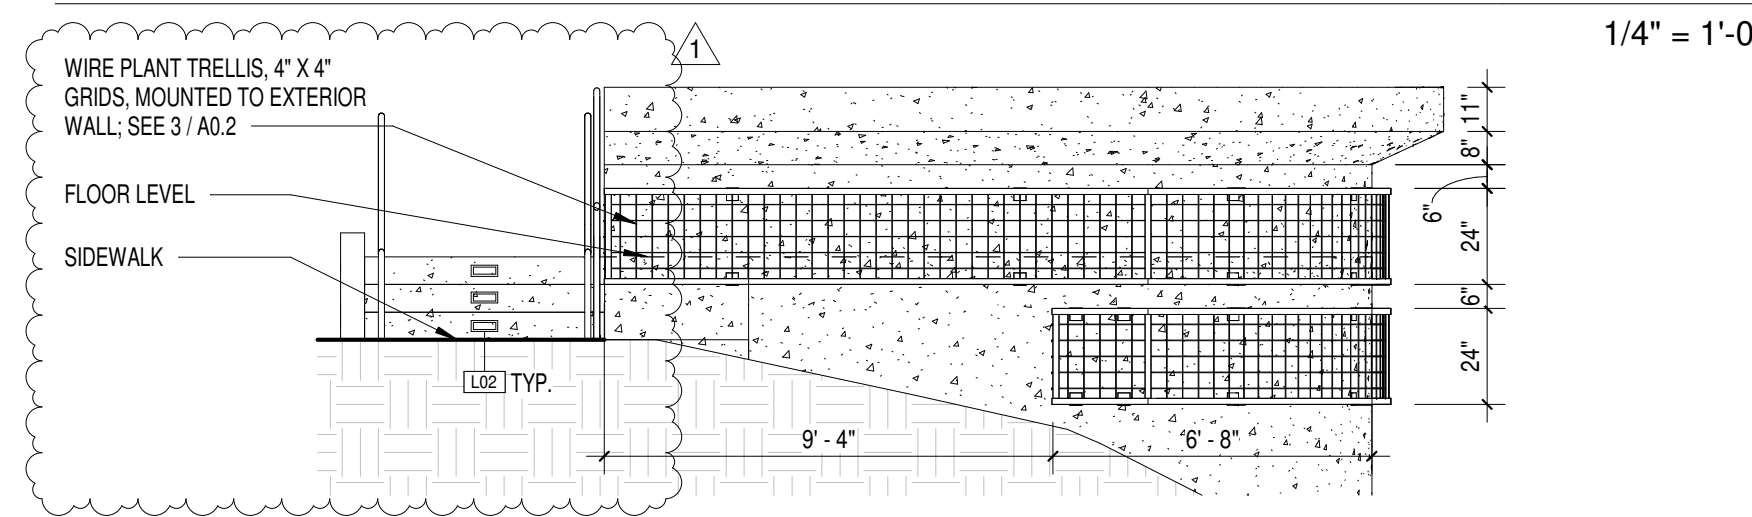 1/4" = 1'-0
1
WIRE PLANT TRELLIS, 4" X 4"
GRIDS, MOUNTED TO EXTERIOR
WALL; SEE 3 / A0.2
FLOOR LEVEL
SIDEWALK
L02 TYP.
11"
8"
6"
24"
6"
24"
9' - 4"
6' - 8"